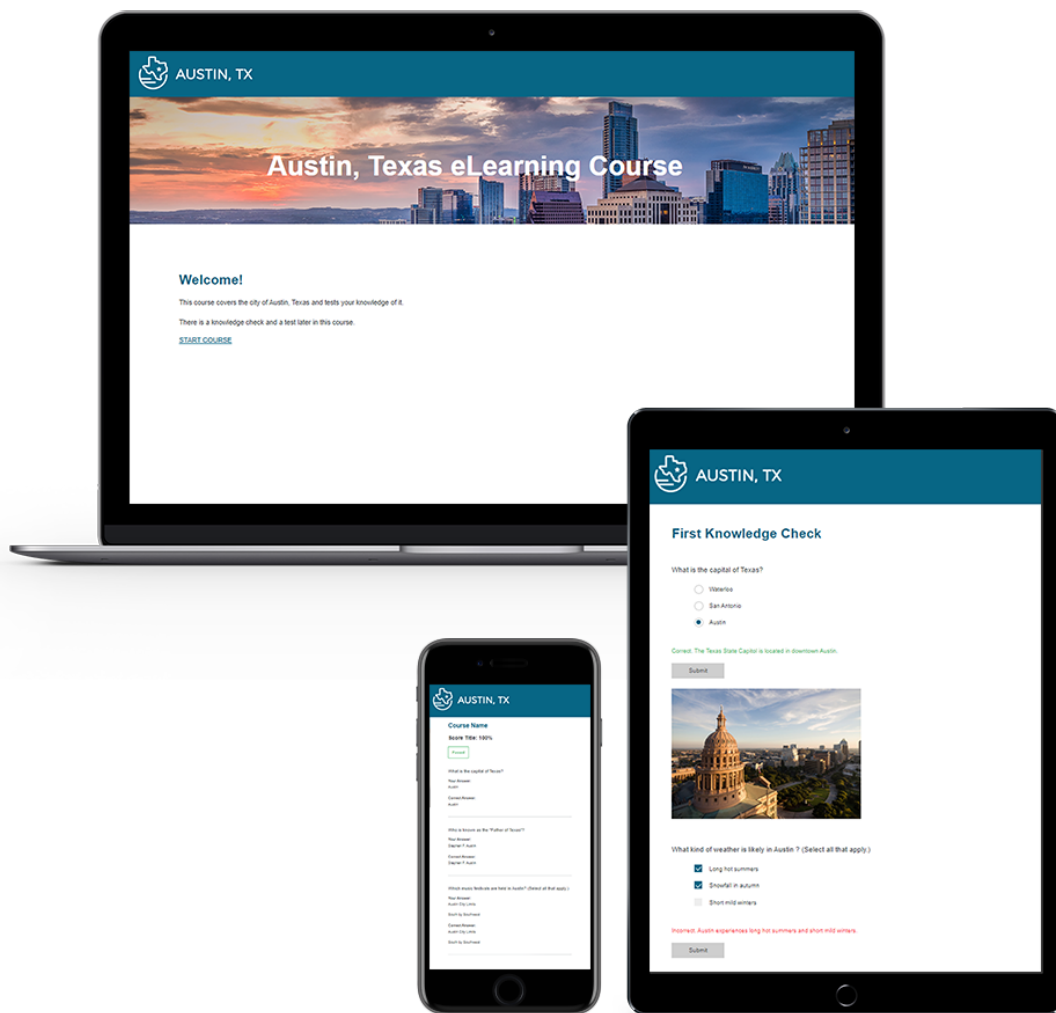 AUSTIN, TX
Austin, Texas eLearning Course
Welcome!
This course covers the city of Austin, Texas and tests your knowledge of it.
There is a knowledge check and a test later in this course.
START COURSE
AUSTIN, TX
First Knowledge Check
What is the capital of Texas?
Waterloo
San Antonio
Austin
Correct. The Texas State Capitol is located in downtown Austin.
Submit
What kind of weather is likely in Austin ? (Select all that apply.)
Long hot summers
Snowfall in autumn
Short mild winters
Incorrect. Austin experiences long hot summers and short mild winters.
Submit
AUSTIN, TX
Course Name
Score Title: 100%
Passed
What is the capital of Texas?
Your Answer:
Austin
Correct Answer:
Austin
Who is known as the "Father of Texas"?
Your Answer:
Stephen F. Austin
Correct Answer:
Stephen F. Austin
Which music festivals are held in Austin? (Select all that apply.)
Your Answer:
Austin City Limits
South by Southwest
Correct Answer:
Austin City Limits
South by Southwest